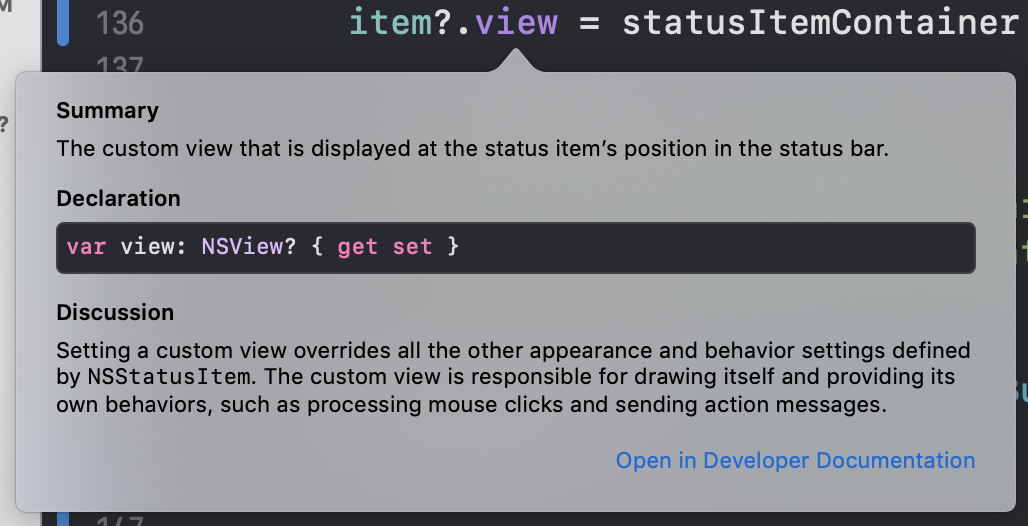 M
136 item?.view = statusItemContainer
137
?
Summary
The custom view that is displayed at the status item’s position in the status bar.
Declaration
var view: NSView? { get set }
Discussion
Setting a custom view overrides all the other appearance and behavior settings defined
by NSStatusItem. The custom view is responsible for drawing itself and providing its
own behaviors, such as processing mouse clicks and sending action messages.
Open in Developer Documentation
147